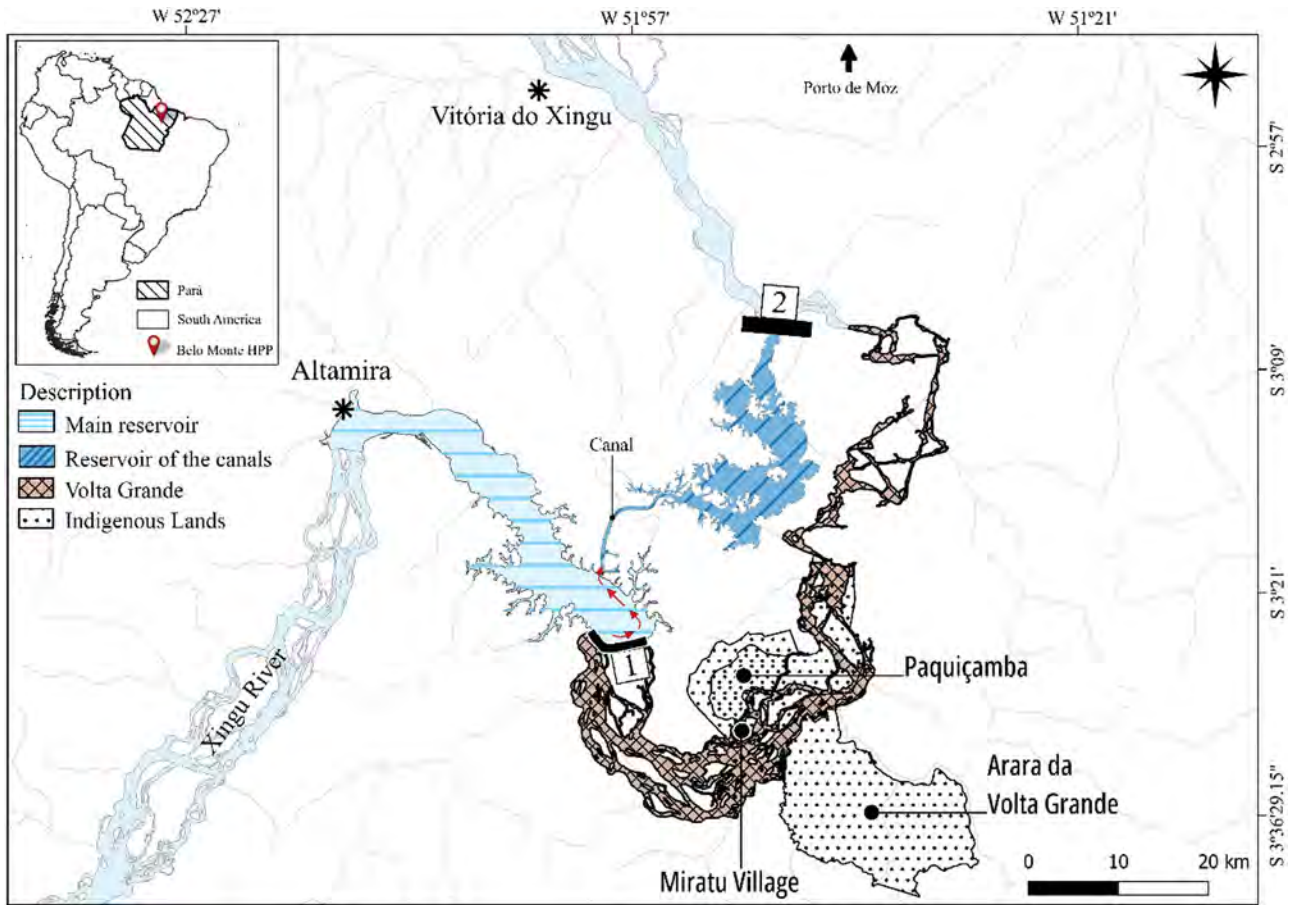 W 52º27'
W 51º57'
W 51º21'
Porto de Moz
Vitória do Xingu
S 2º57'
Pará
South America
Belo Monte HPP
2
Altamira
S 3º09'
Description
Main reservoir
Reservoir of the canals
Volta Grande
Indigenous Lands
Canal
S 3º21'
1
Xingu River
Paquiçamba
Arara da
Volta Grande
S 3º36'29.15"
Miratu Village
0 10 20 km